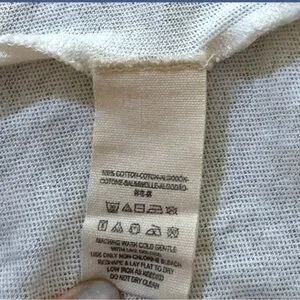 100% COTTON-COTON-ALGODÓN-
COTONE-BAUMWOLLE-ALGODÃO-
MACHINE WASH COLD GENTLE
WITH LIKE
USE ONLY NON-CHLORINE BLEACH
RESHAPE & LAY FLAT TO DRY
LOW IRON AS NEEDED
DO NOT DRY CLEAN